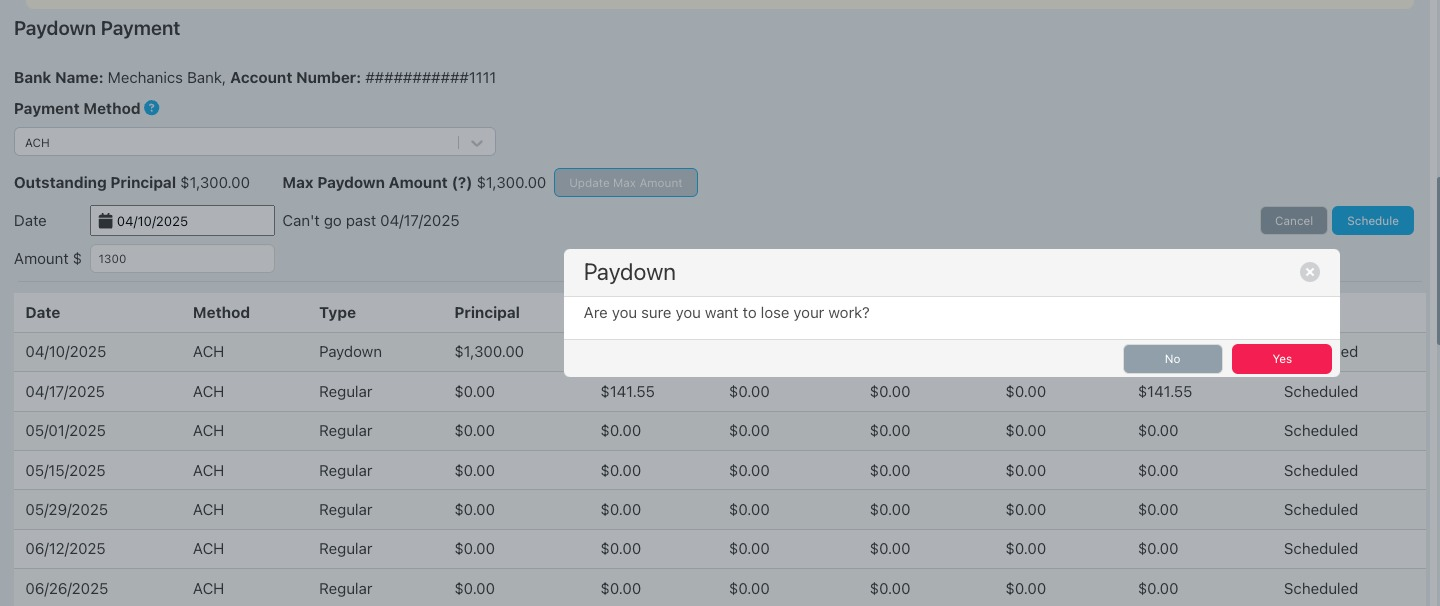 Paydown Payment
Bank Name: Mechanics Bank, Account Number: ###########1111
Payment Method ?
ACH
Outstanding Principal $1,300.00 Max Paydown Amount (?) $1,300.00 Update Max Amount
Date 04/10/2025 Can't go past 04/17/2025 Cancel Schedule
Amount $ 1300
Paydown
Are you sure you want to lose your work?
No Yes
Date Method Type Principal
04/10/2025 ACH Paydown $1,300.00 ed
04/17/2025 ACH Regular $0.00 $141.55 $0.00 $0.00 $0.00 $141.55 Scheduled
05/01/2025 ACH Regular $0.00 $0.00 $0.00 $0.00 $0.00 $0.00 Scheduled
05/15/2025 ACH Regular $0.00 $0.00 $0.00 $0.00 $0.00 $0.00 Scheduled
05/29/2025 ACH Regular $0.00 $0.00 $0.00 $0.00 $0.00 $0.00 Scheduled
06/12/2025 ACH Regular $0.00 $0.00 $0.00 $0.00 $0.00 $0.00 Scheduled
06/26/2025 ACH Regular $0.00 $0.00 $0.00 $0.00 $0.00 $0.00 Scheduled